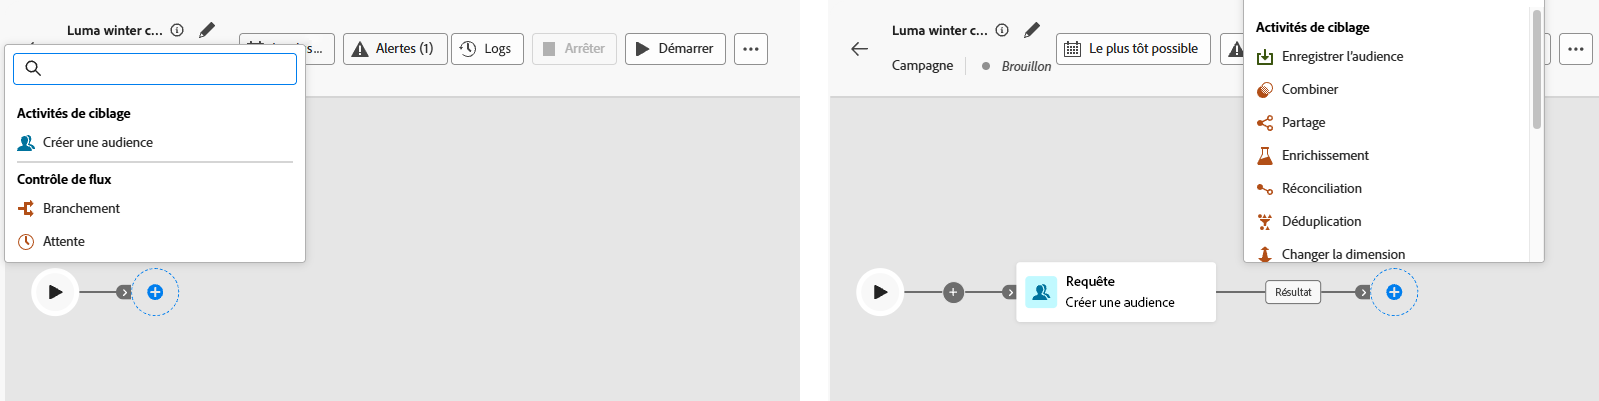 Luma winter c...
s...
Alertes (1)
Logs
Arrêter
Démarrer
Activités de ciblage
Créer une audience
Contrôle de flux
Branchement
Attente
Luma winter c...
Campagne
Brouillon
Le plus tôt possible
Activités de ciblage
Enregistrer l'audience
Combiner
Partage
Enrichissement
Réconciliation
Déduplication
Changer la dimension
Requête
Créer une audience
Résultat